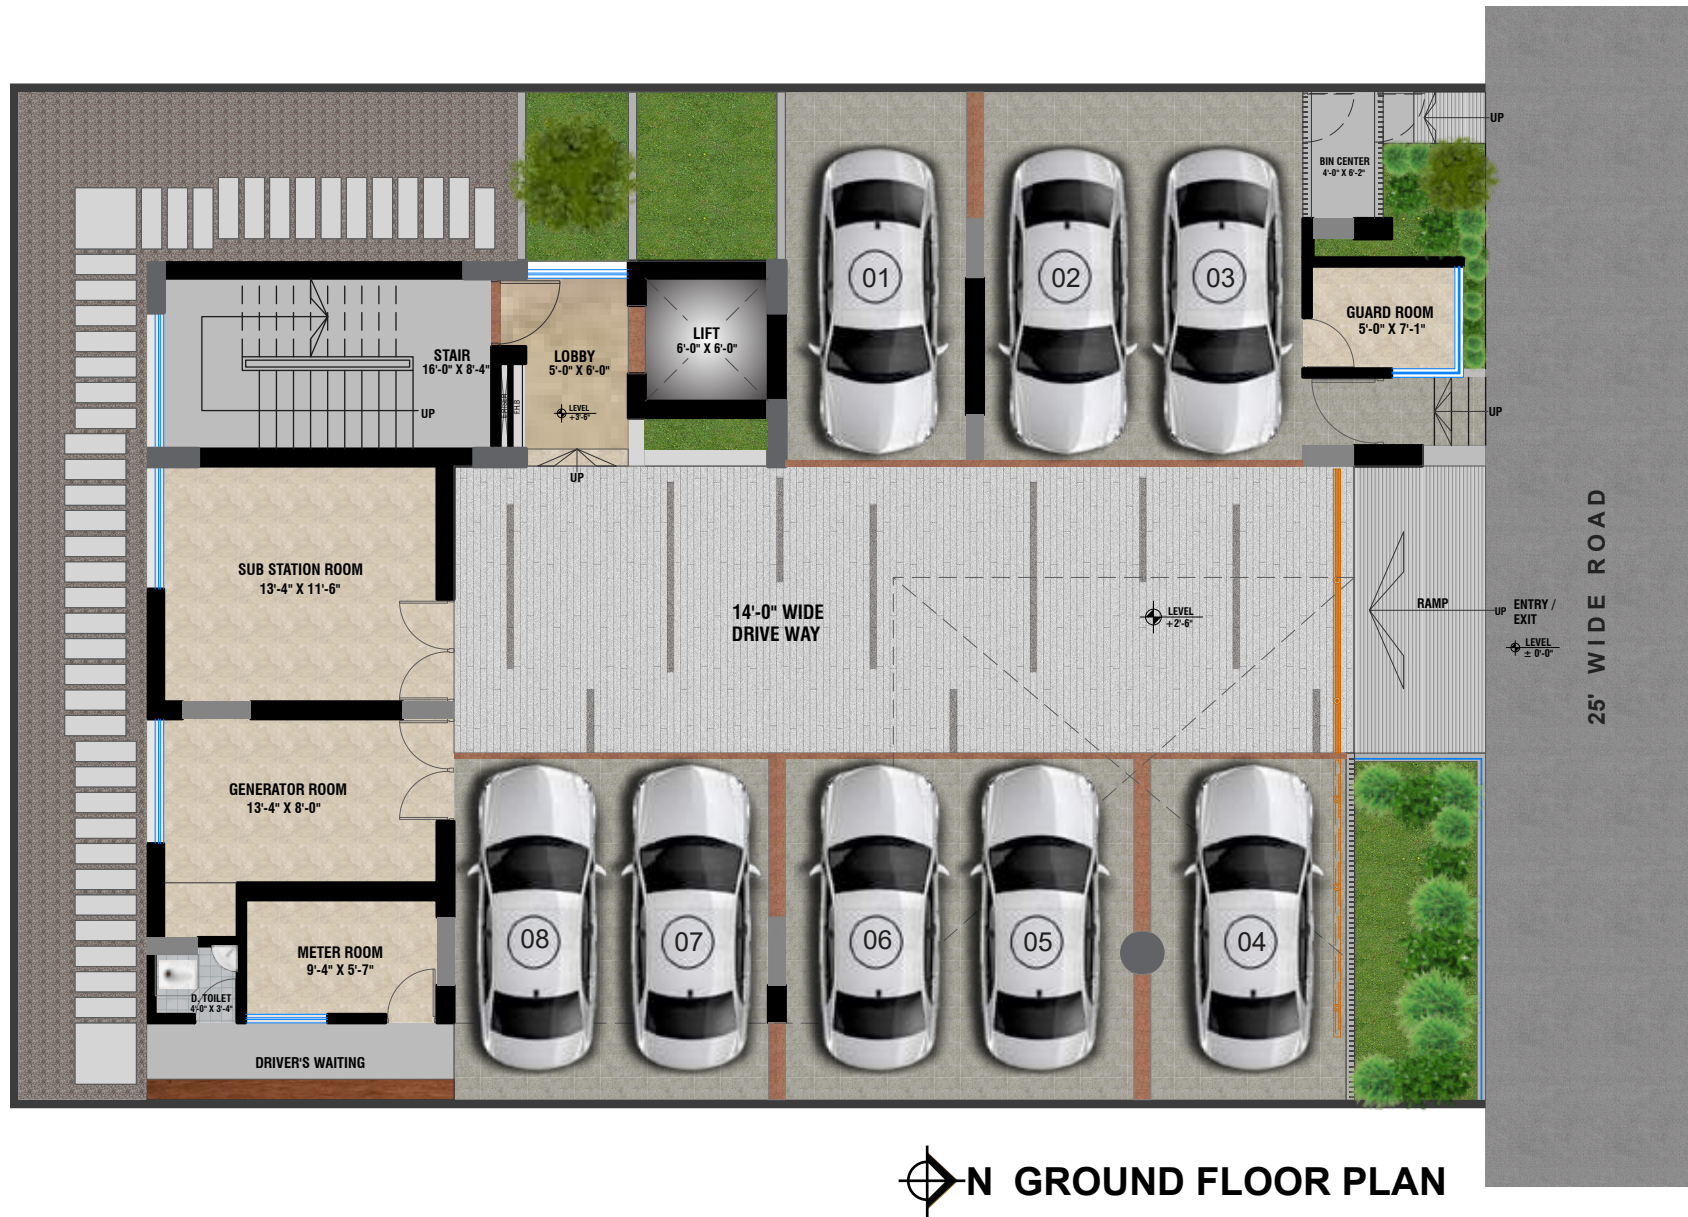 UP
BIN CENTER
4'-0" X 6'-2"
01
02
03
GUARD ROOM
5'-0" X 7'-1"
LIFT
6'-0" X 6'-0"
STAIR
16'-0" X 8'-4"
LOBBY
5'-0" X 6'-0"
F.H.B
LEVEL
+3'-6"
UP
UP
UP
SUB STATION ROOM
13'-4" X 11'-6"
14'-0" WIDE
DRIVE WAY
LEVEL
+2'-6"
RAMP
UP
ENTRY /
EXIT
LEVEL
± 0'-0"
25' WIDE ROAD
GENERATOR ROOM
13'-4" X 8'-0"
METER ROOM
9'-4" X 5'-7"
D. TOILET
4'-0" X 3'-4"
08
07
06
05
04
DRIVER'S WAITING
N GROUND FLOOR PLAN